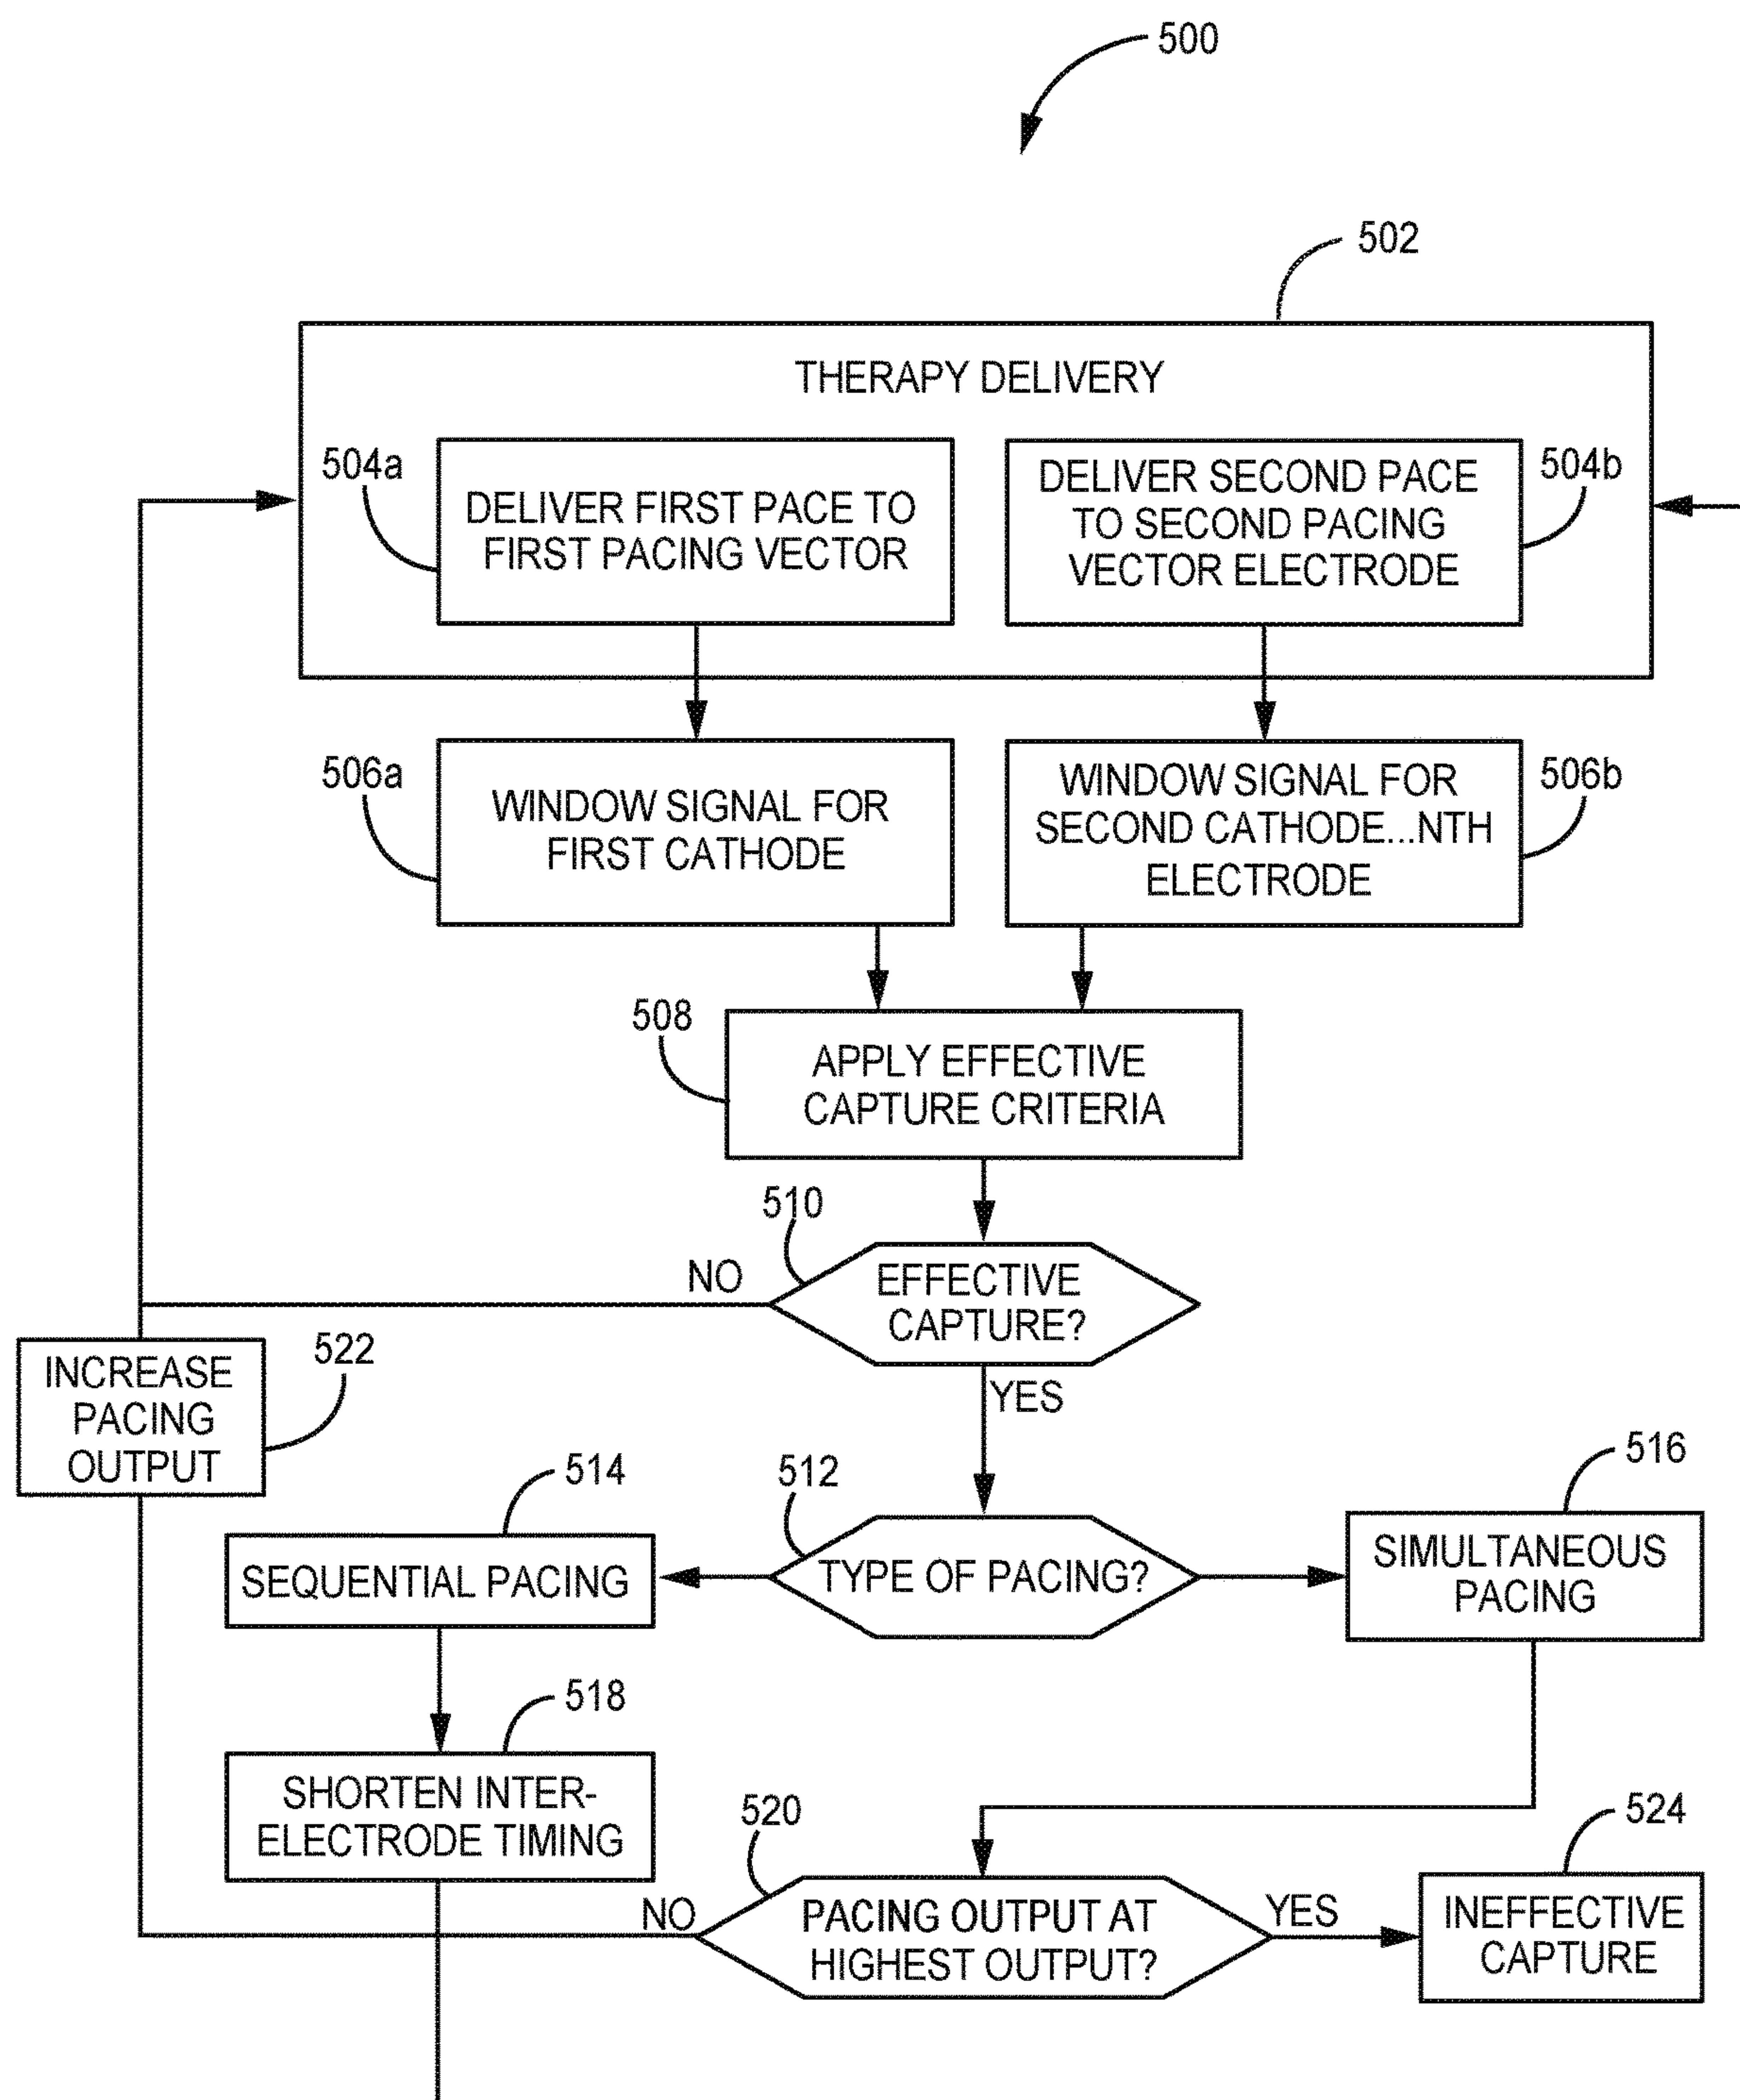 500
502
THERAPY DELIVERY
504a
DELIVER FIRST PACE TO
FIRST PACING VECTOR
DELIVER SECOND PACE
TO SECOND PACING
VECTOR ELECTRODE
504b
506a
WINDOW SIGNAL FOR
FIRST CATHODE
WINDOW SIGNAL FOR
SECOND CATHODE...NTH
ELECTRODE
506b
508
APPLY EFFECTIVE
CAPTURE CRITERIA
510
NO
EFFECTIVE
CAPTURE?
YES
INCREASE
PACING
OUTPUT
522
514
SEQUENTIAL PACING
512
TYPE OF PACING?
516
SIMULTANEOUS
PACING
518
SHORTEN INTER-
ELECTRODE TIMING
520
NO
PACING OUTPUT AT
HIGHEST OUTPUT?
YES
524
INEFFECTIVE
CAPTURE